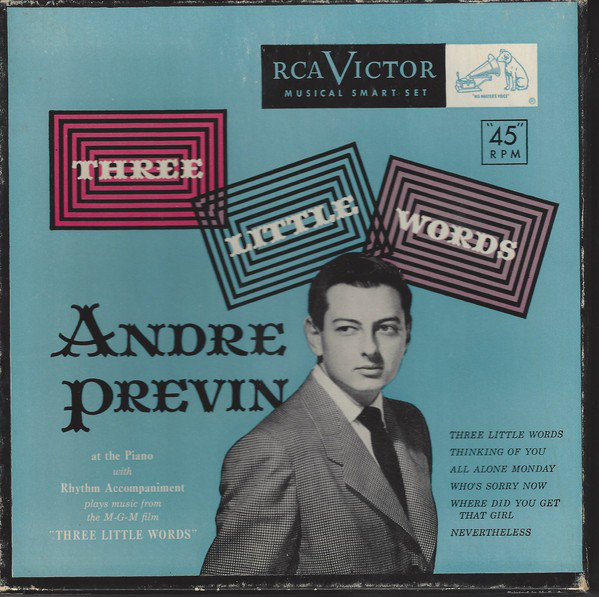 RCA VICTOR
MUSICAL SMART SET
"HIS MASTER'S VOICE"
®
"45"
RPM
THREE
LITTLE
WORDS
ANDRE
PREVIN
at the Piano
with
Rhythm Accompaniment
plays music from
the M-G-M film
"THREE LITTLE WORDS"
THREE LITTLE WORDS
THINKING OF YOU
ALL ALONE MONDAY
WHO'S SORRY NOW
WHERE DID YOU GET
THAT GIRL
NEVERTHELESS